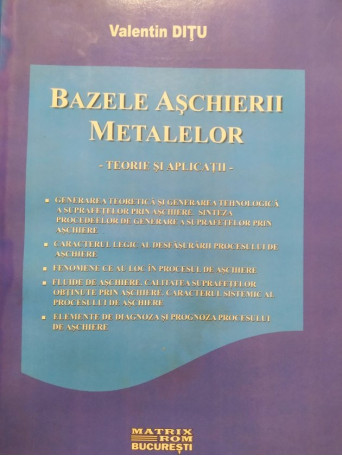 Valentin DIȚU
BAZELE AȘCHIERII
METALELOR
- TEORIE ȘI APLICAȚII -
GENERAREA TEORETICĂ ȘI GENERAREA TEHNOLOGICĂ
A SUPRAFEȚELOR PRIN AȘCHIERE. SINTEZA
PROCEDEELOR DE GENERARE A SUPRAFEȚELOR PRIN
AȘCHIERE
CARACTERUL LEGIC AL DESFĂȘURĂRII PROCESULUI DE
AȘCHIERE
FENOMENE CE AU LOC ÎN PROCESUL DE AȘCHIERE
FLUIDE DE AȘCHIERE. CALITATEA SUPRAFEȚELOR
OBȚINUTE PRIN AȘCHIERE. CARACTERUL SISTEMIC AL
PROCESULUI DE AȘCHIERE
ELEMENTE DE DIAGNOZA ȘI PROGNOZA PROCESULUI
DE AȘCHIERE
MATRIX
ROM
BUCUREȘTI